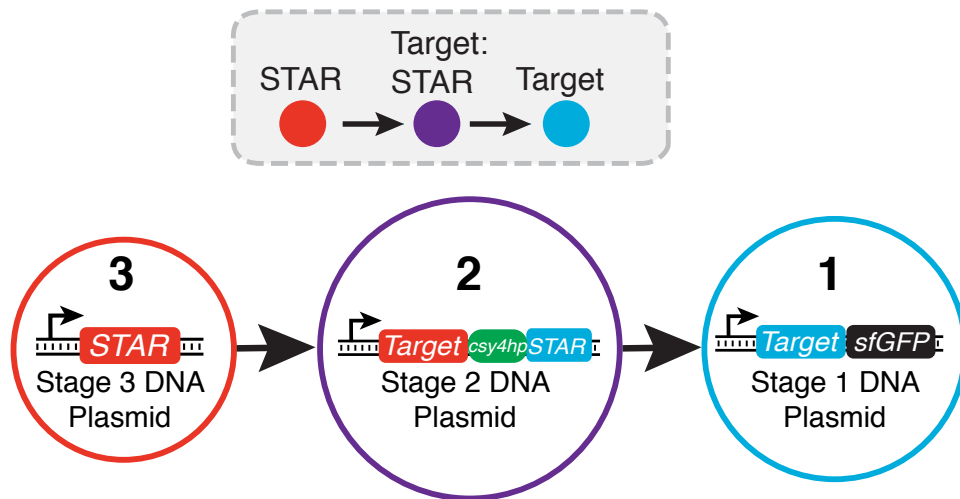 STAR
Target:
STAR
Target
3
STAR
Stage 3 DNA
Plasmid
2
Target csy4hp STAR
Stage 2 DNA
Plasmid
1
Target sfGFP
Stage 1 DNA
Plasmid